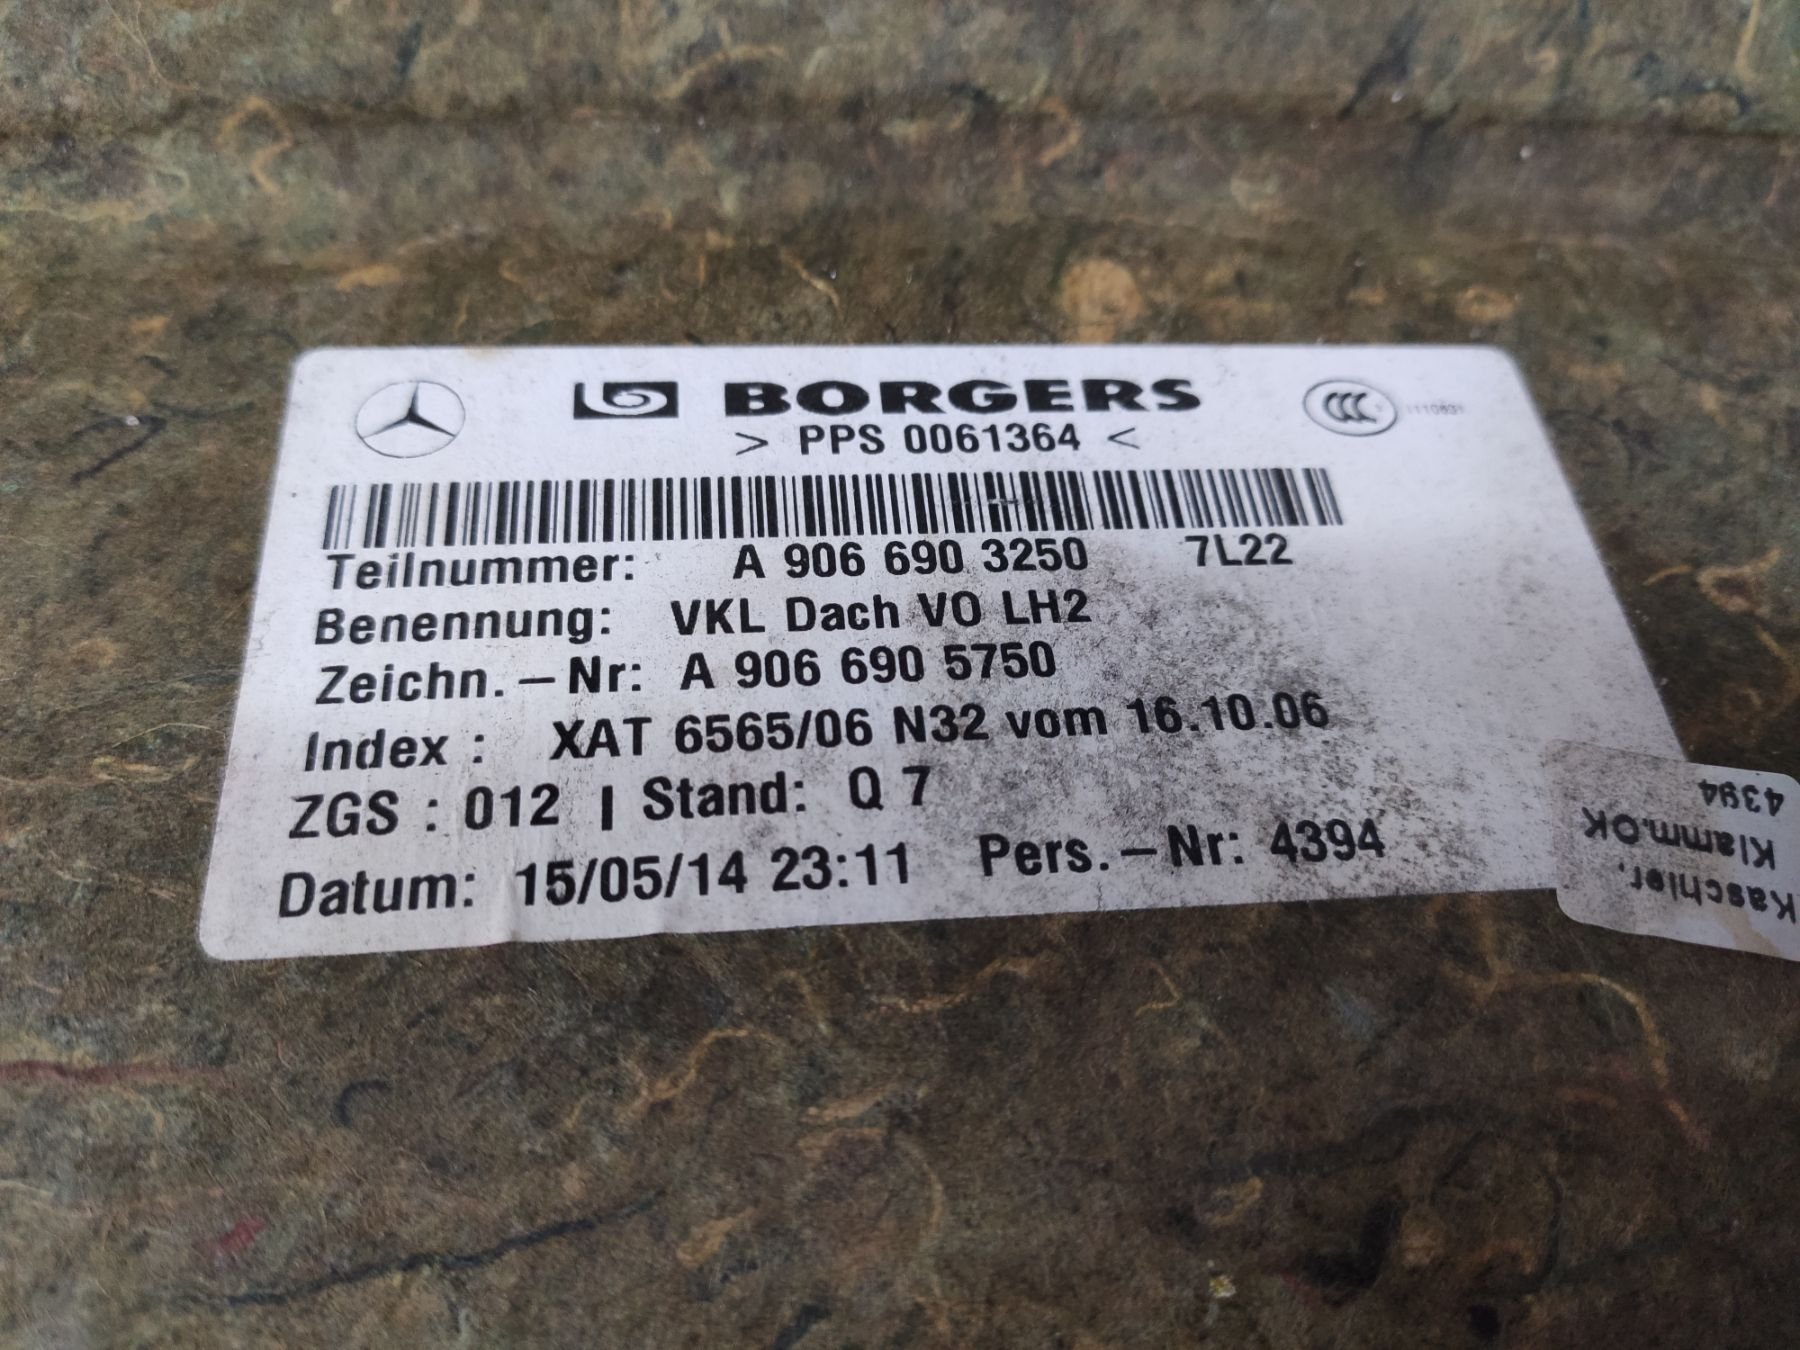 BORGERS
CCC
> PPS 0061364 <
Teilnummer: A 906 690 3250 7L22
Benennung: VKL Dach VO LH2
Zeichn.-Nr: A 906 690 5750
Index : XAT 6565/06 N32 vom 16.10.06
ZGS : 012 | Stand: Q 7
Datum: 15/05/14 23:11 Pers.-Nr: 4394
Kaschier.
Klamm.OK
4394